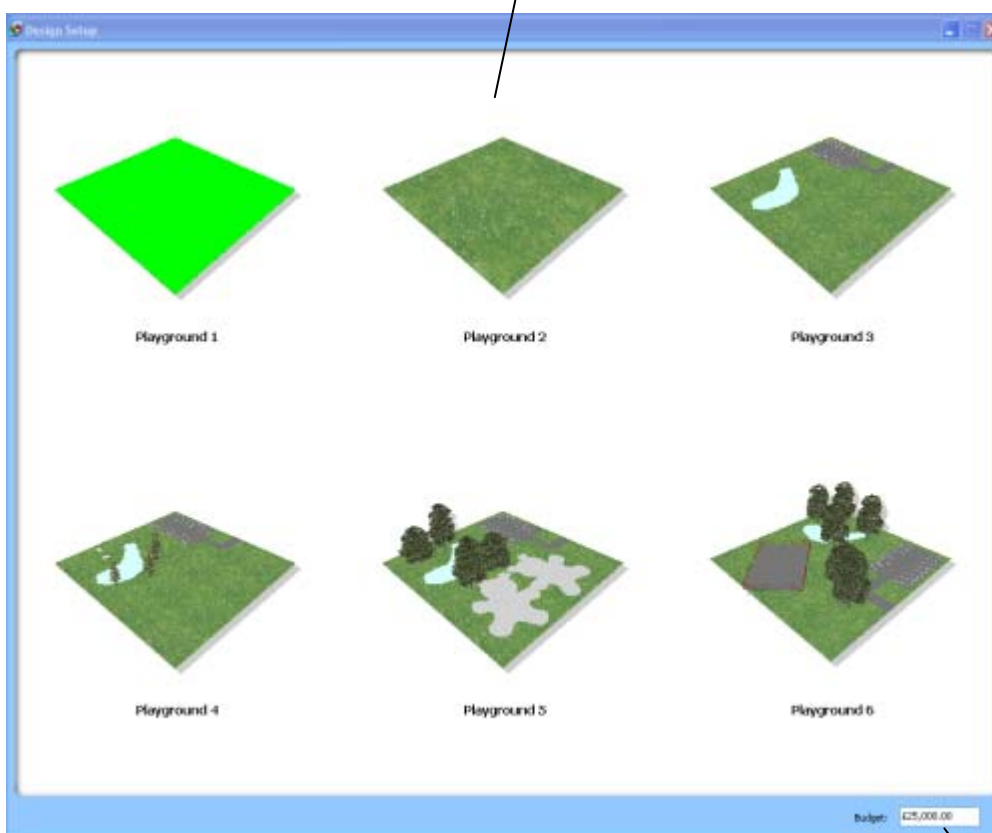 Design Setup
Playground 1
Playground 2
Playground 3
Playground 4
Playground 5
Playground 6
Budget: £25,000.00